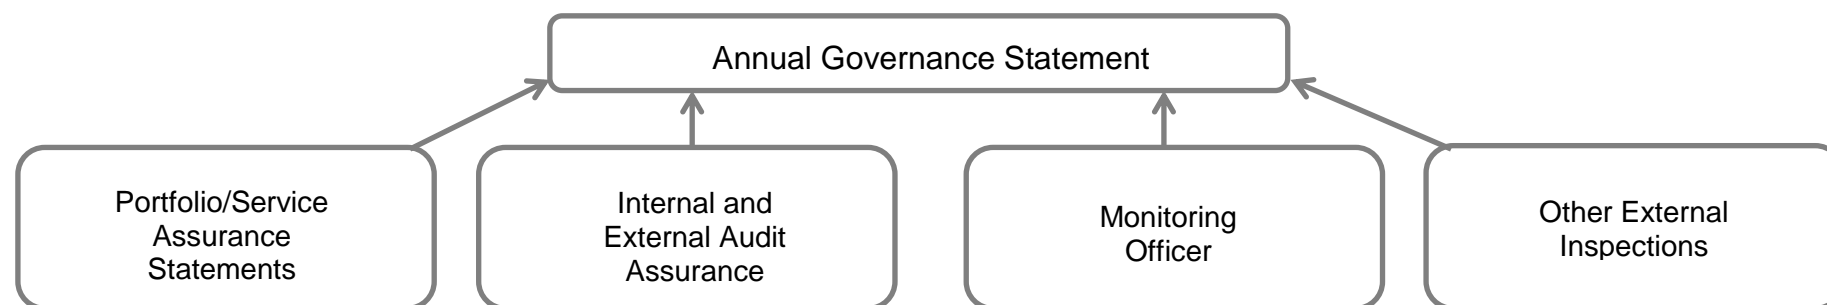 Annual Governance Statement
Portfolio/Service
Assurance
Statements
Internal and
External Audit
Assurance
Monitoring
Officer
Other External
Inspections